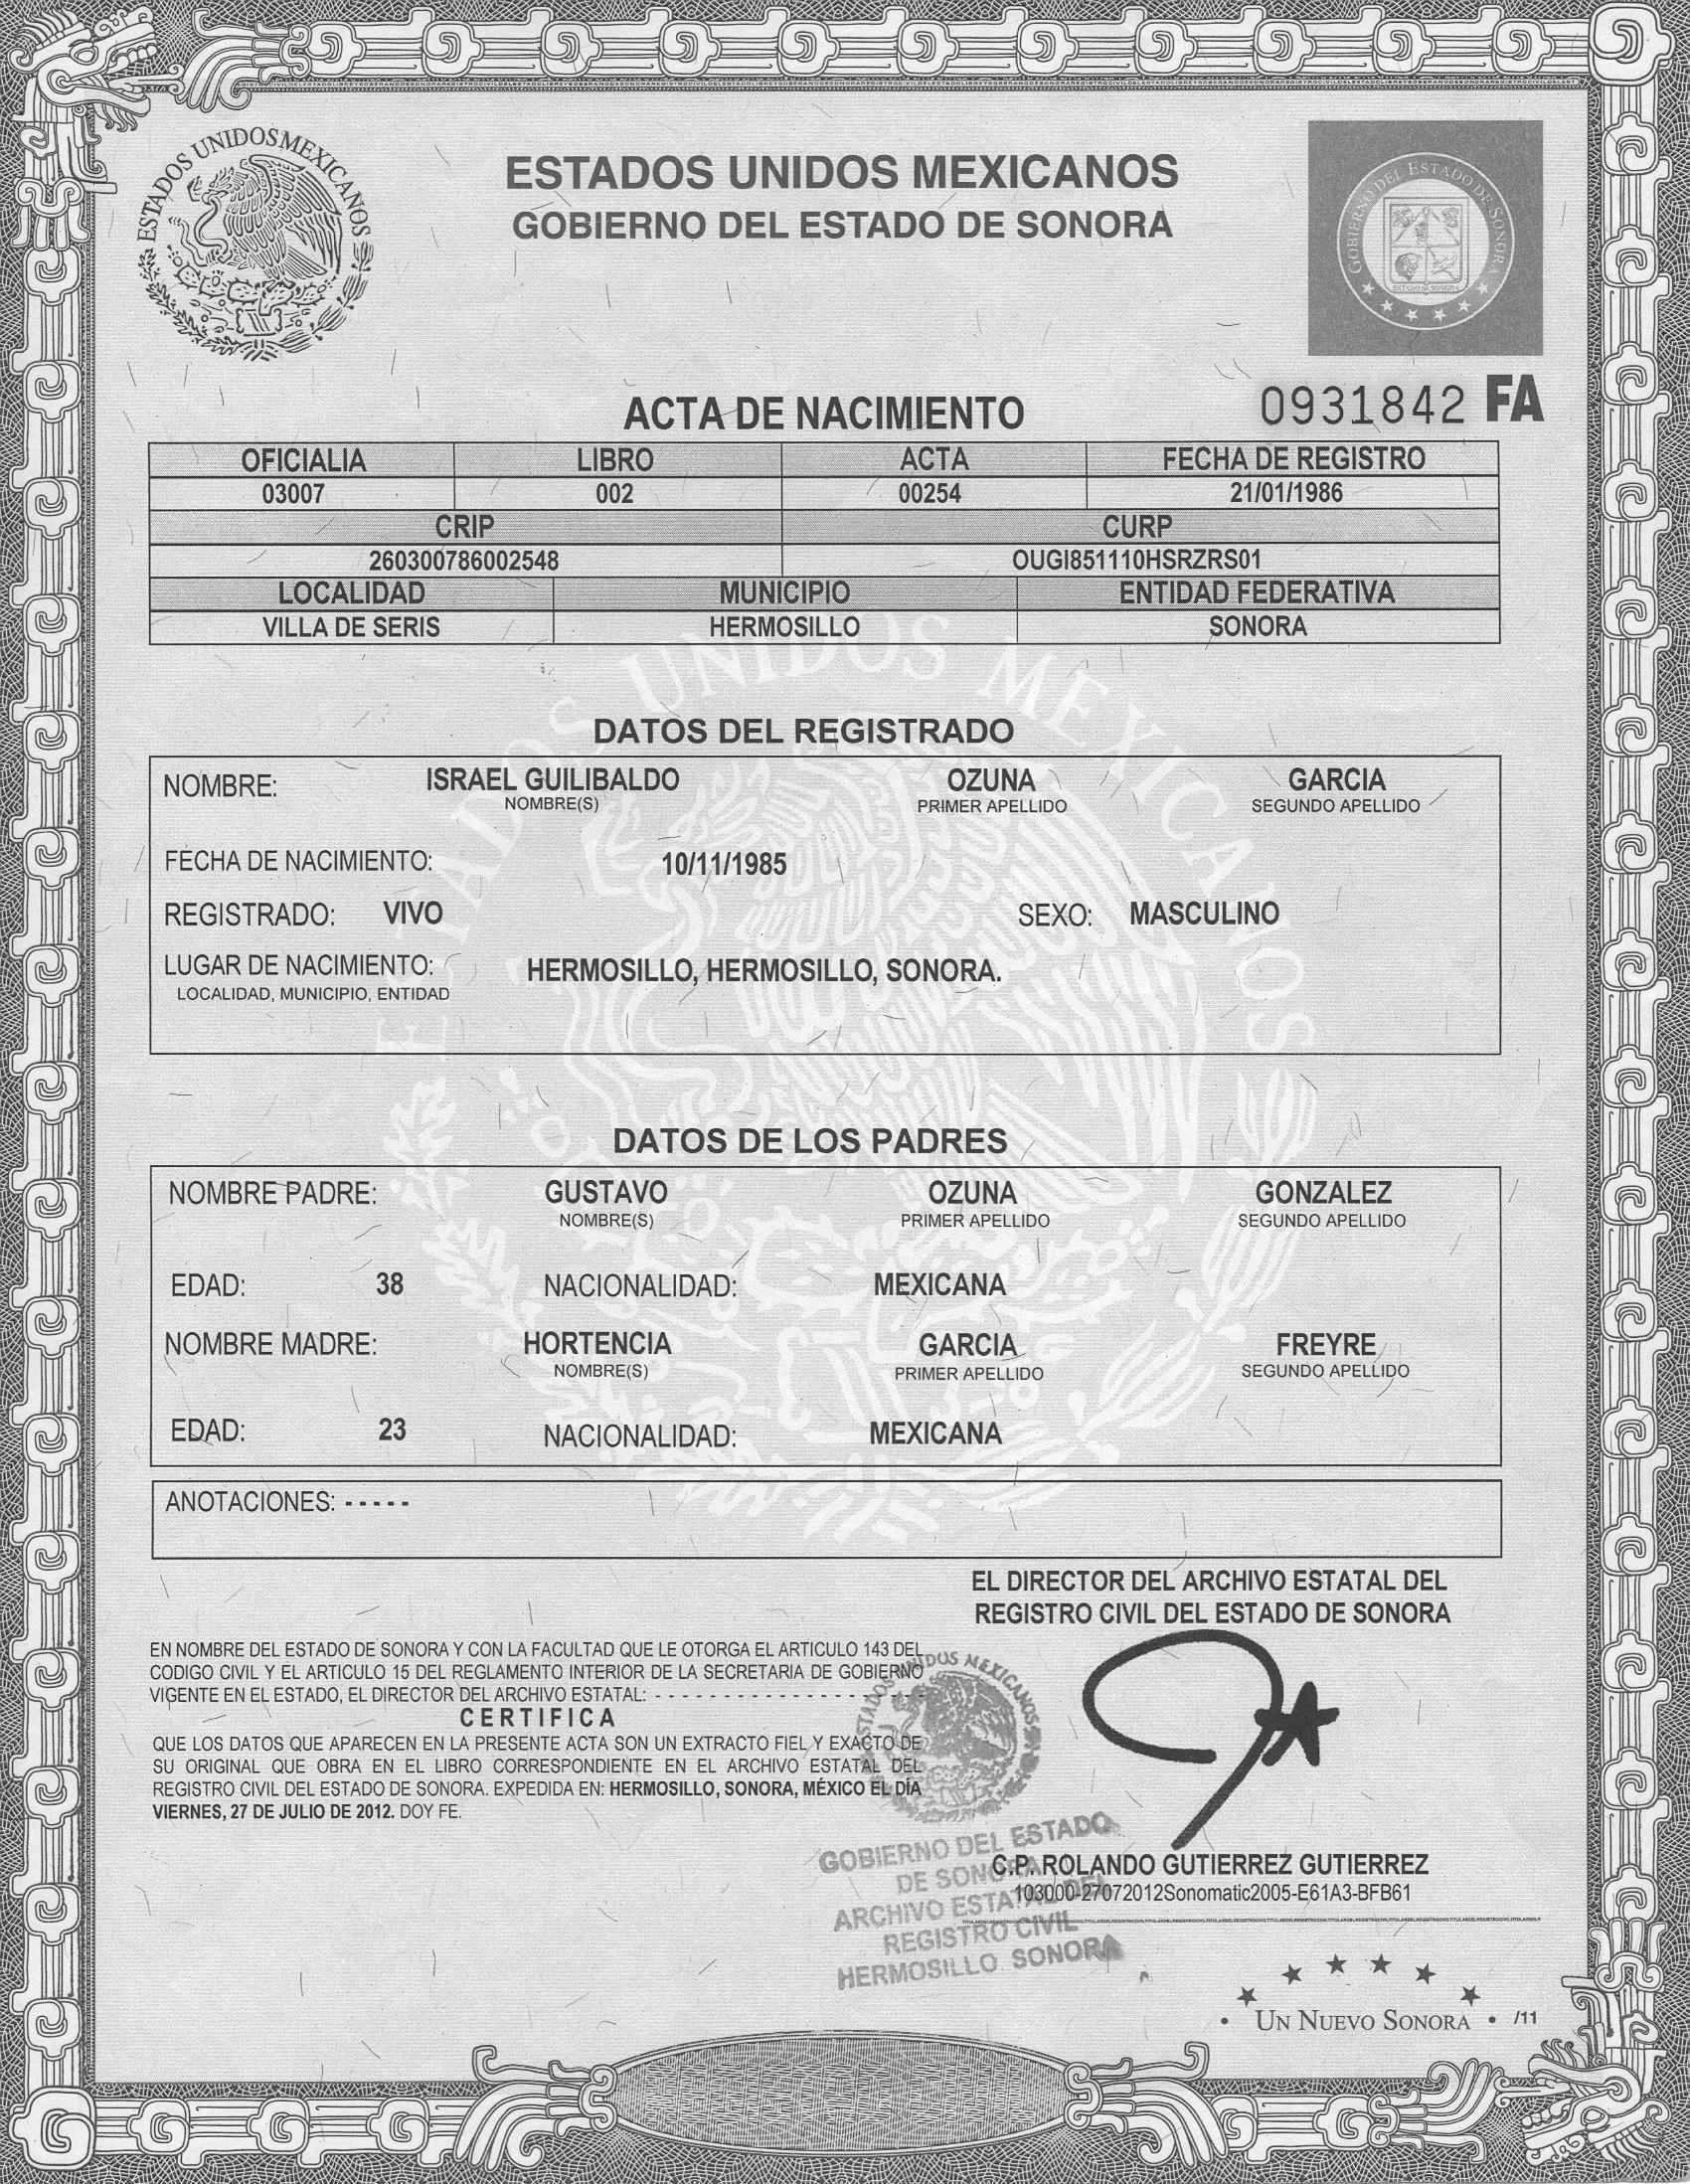 ESTADOS UNIDOS MEXICANOS
ESTADOS UNIDOS MEXICANOS
GOBIERNO DEL ESTADO DE SONORA
GOBIERNO DEL ESTADO DE SONORA
ACTA DE NACIMIENTO
0931842 FA
OFICIALIA LIBRO ACTA FECHA DE REGISTRO
03007 002 00254 21/01/1986
CRIP CURP
260300786002548 OUGI851110HSRZRS01
LOCALIDAD MUNICIPIO ENTIDAD FEDERATIVA
VILLA DE SERIS HERMOSILLO SONORA
ESTADOS UNIDOS MEXICANOS
DATOS DEL REGISTRADO
NOMBRE: ISRAEL GUILIBALDO OZUNA GARCIA
NOMBRE(S) PRIMER APELLIDO SEGUNDO APELLIDO
FECHA DE NACIMIENTO: 10/11/1985
REGISTRADO: VIVO SEXO: MASCULINO
LUGAR DE NACIMIENTO: HERMOSILLO, HERMOSILLO, SONORA.
LOCALIDAD, MUNICIPIO, ENTIDAD
DATOS DE LOS PADRES
NOMBRE PADRE: GUSTAVO OZUNA GONZALEZ
NOMBRE(S) PRIMER APELLIDO SEGUNDO APELLIDO
EDAD: 38 NACIONALIDAD: MEXICANA
NOMBRE MADRE: HORTENCIA GARCIA FREYRE
NOMBRE(S) PRIMER APELLIDO SEGUNDO APELLIDO
EDAD: 23 NACIONALIDAD: MEXICANA
ANOTACIONES: - - - - -
EL DIRECTOR DEL ARCHIVO ESTATAL DEL
REGISTRO CIVIL DEL ESTADO DE SONORA
EN NOMBRE DEL ESTADO DE SONORA Y CON LA FACULTAD QUE LE OTORGA EL ARTICULO 143 DEL
CODIGO CIVIL Y EL ARTICULO 15 DEL REGLAMENTO INTERIOR DE LA SECRETARIA DE GOBIERNO
VIGENTE EN EL ESTADO, EL DIRECTOR DEL ARCHIVO ESTATAL: - - - - - - - - - - - - - - - - - - - -
CERTIFICA
QUE LOS DATOS QUE APARECEN EN LA PRESENTE ACTA SON UN EXTRACTO FIEL Y EXACTO DE
SU ORIGINAL QUE OBRA EN EL LIBRO CORRESPONDIENTE EN EL ARCHIVO ESTATAL DEL
REGISTRO CIVIL DEL ESTADO DE SONORA. EXPEDIDA EN: HERMOSILLO, SONORA, MÉXICO EL DÍA
VIERNES, 27 DE JULIO DE 2012. DOY FE.
ESTADOS UNIDOS MEXICANOS
GOBIERNO DEL ESTADO
DE SONORA
ARCHIVO ESTATAL DEL
REGISTRO CIVIL
HERMOSILLO SONORA
C.P. ROLANDO GUTIERREZ GUTIERREZ
103000-27072012Sonomatic2005-E61A3-BFB61
• UN NUEVO SONORA • /11